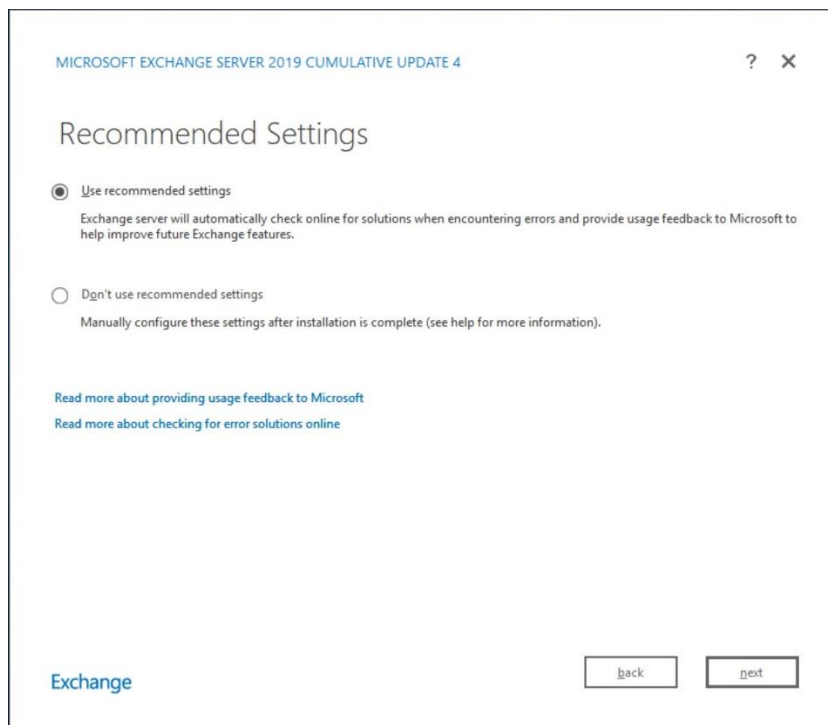 MICROSOFT EXCHANGE SERVER 2019 CUMULATIVE UPDATE 4
?
Recommended Settings
Use recommended settings
Exchange server will automatically check online for solutions when encountering errors and provide usage feedback to Microsoft to
help improve future Exchange features.
Don't use recommended settings
Manually configure these settings after installation is complete (see help for more information).
Read more about providing usage feedback to Microsoft
Read more about checking for error solutions online
Exchange
back
next